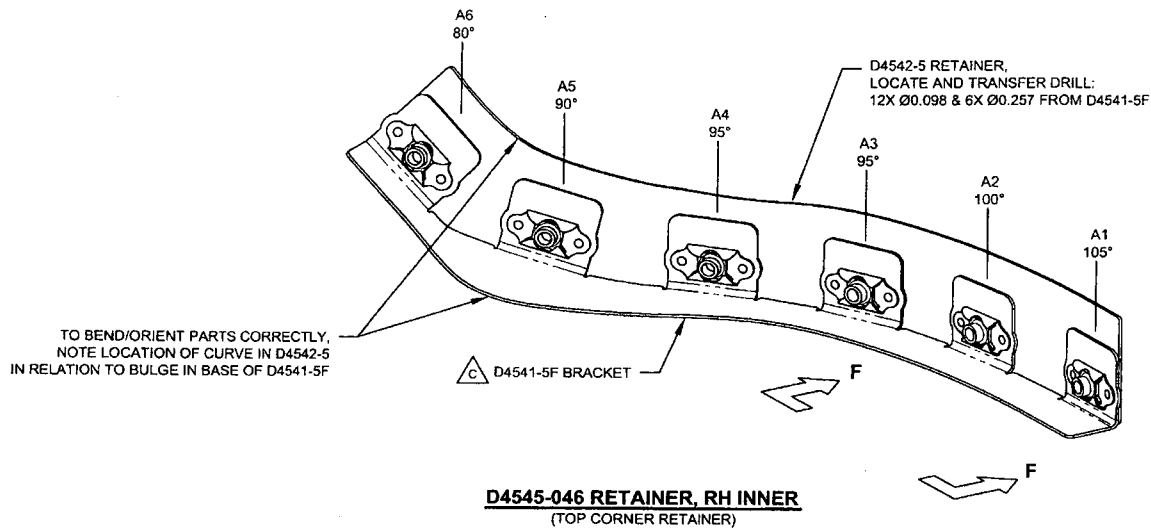 A6
80°
A5
90°
A4
95°
A3
95°
A2
100°
A1
105°
D4542-5 RETAINER,
LOCATE AND TRANSFER DRILL:
12X Ø0.098 & 6X Ø0.257 FROM D4541-5F
TO BEND/ORIENT PARTS CORRECTLY,
NOTE LOCATION OF CURVE IN D4542-5
IN RELATION TO BULGE IN BASE OF D4541-5F
C D4541-5F BRACKET
F
F
D4545-046 RETAINER, RH INNER
(TOP CORNER RETAINER)